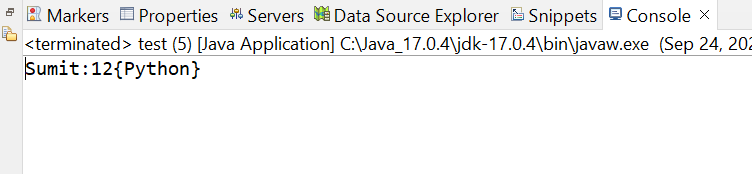 Markers Properties Servers Data Source Explorer Snippets Console
<terminated> test (5) [Java Application] C:\Java_17.0.4\jdk-17.0.4\bin\javaw.exe (Sep 24, 202
Sumit:12{Python}